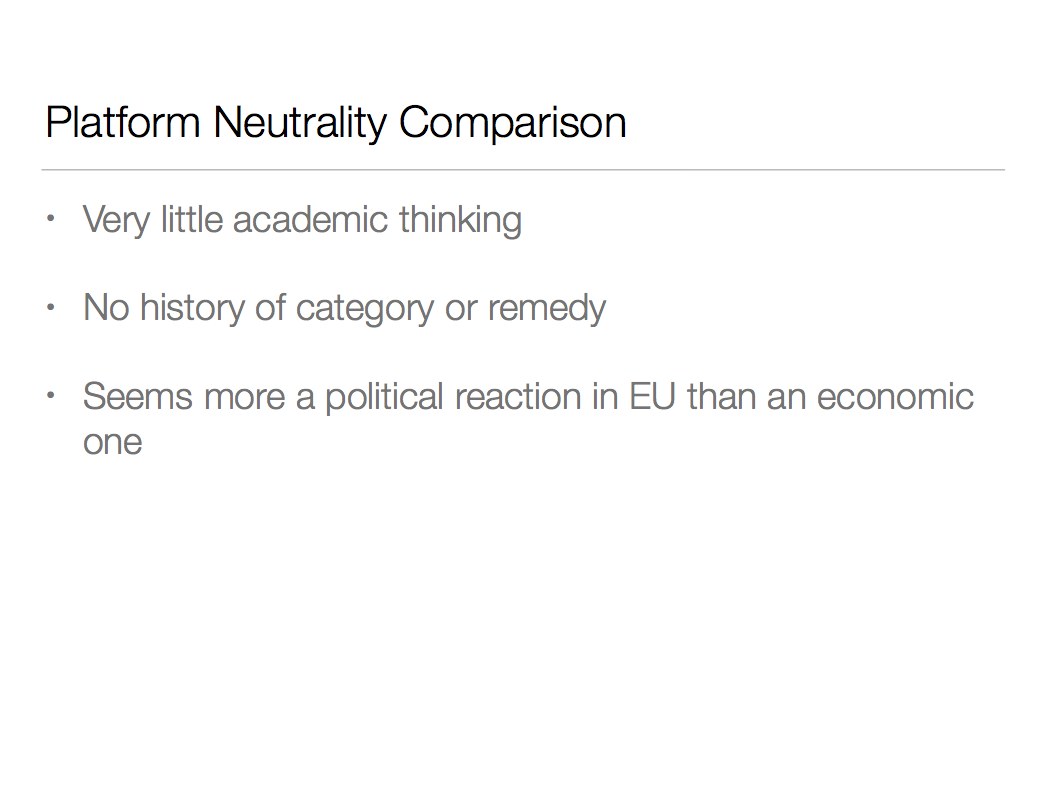 Platform Neutrality Comparison
• Very little academic thinking
• No history of category or remedy
• Seems more a political reaction in EU than an economic
one